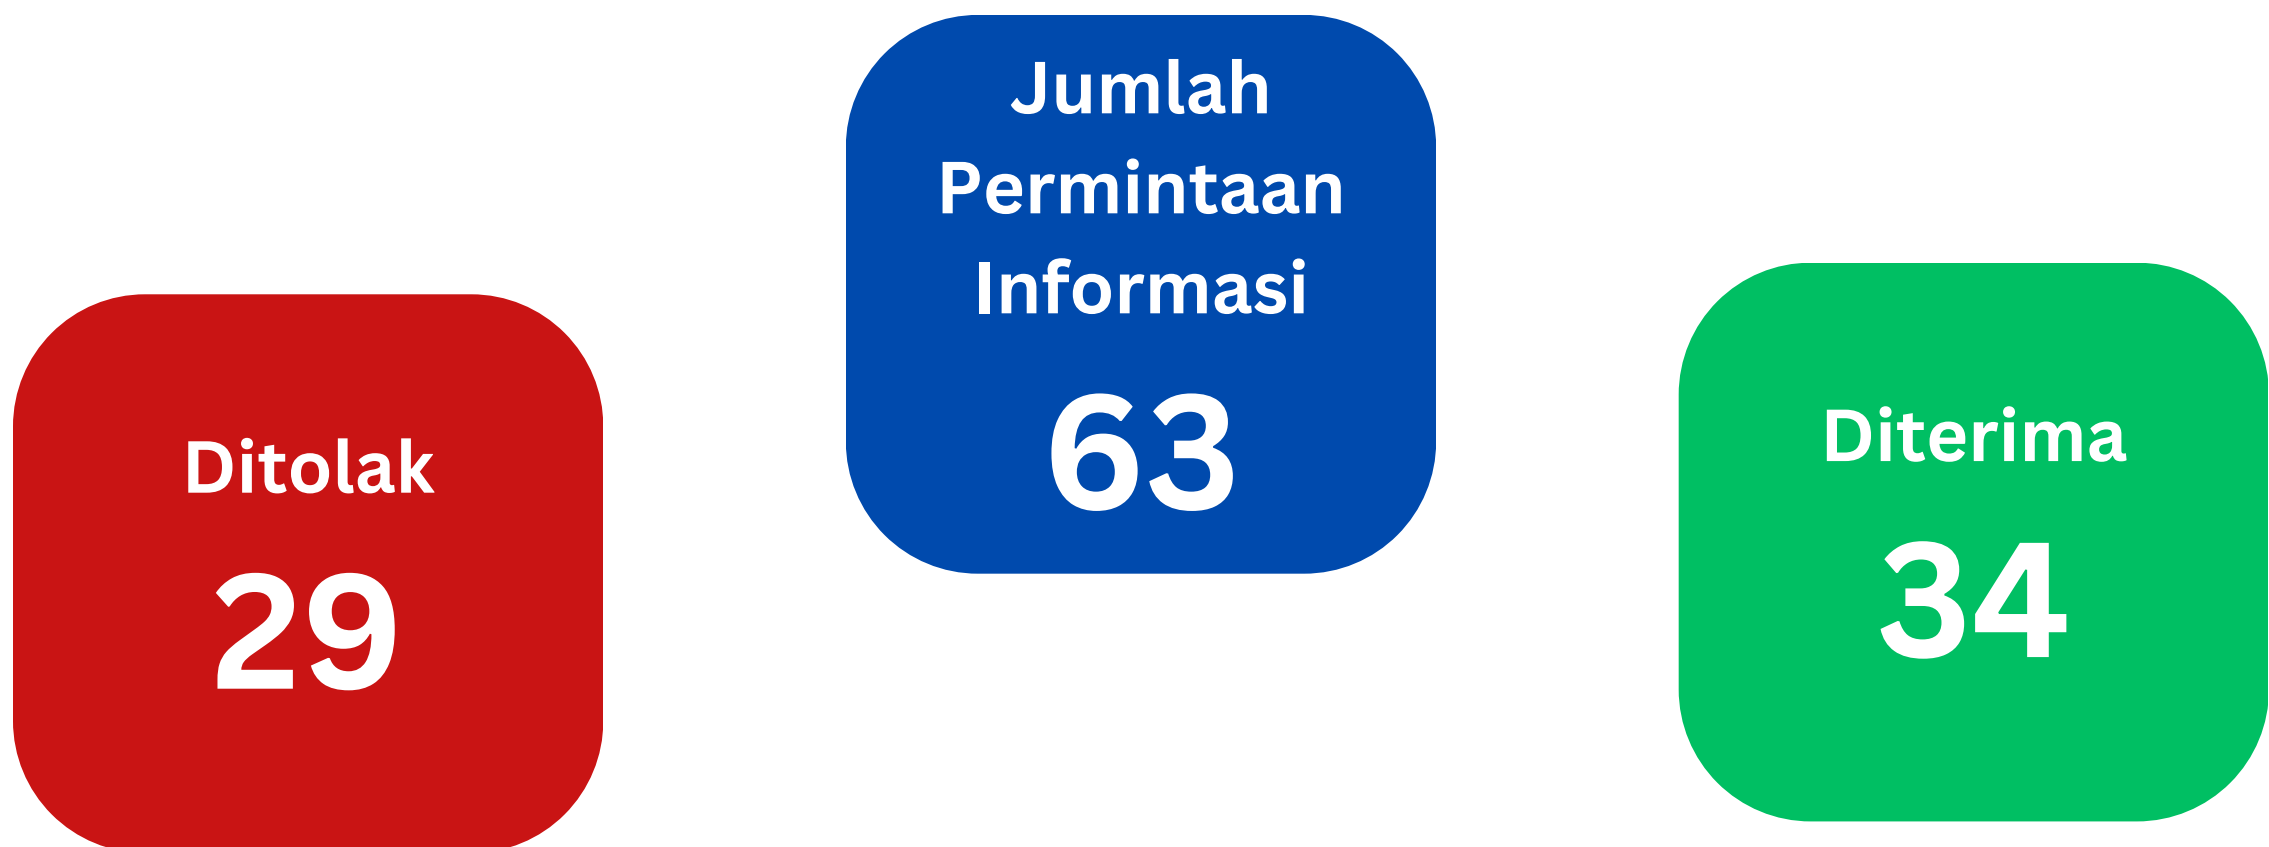 Jumlah
Permintaan
Informasi
63
Ditolak
29
Diterima
34